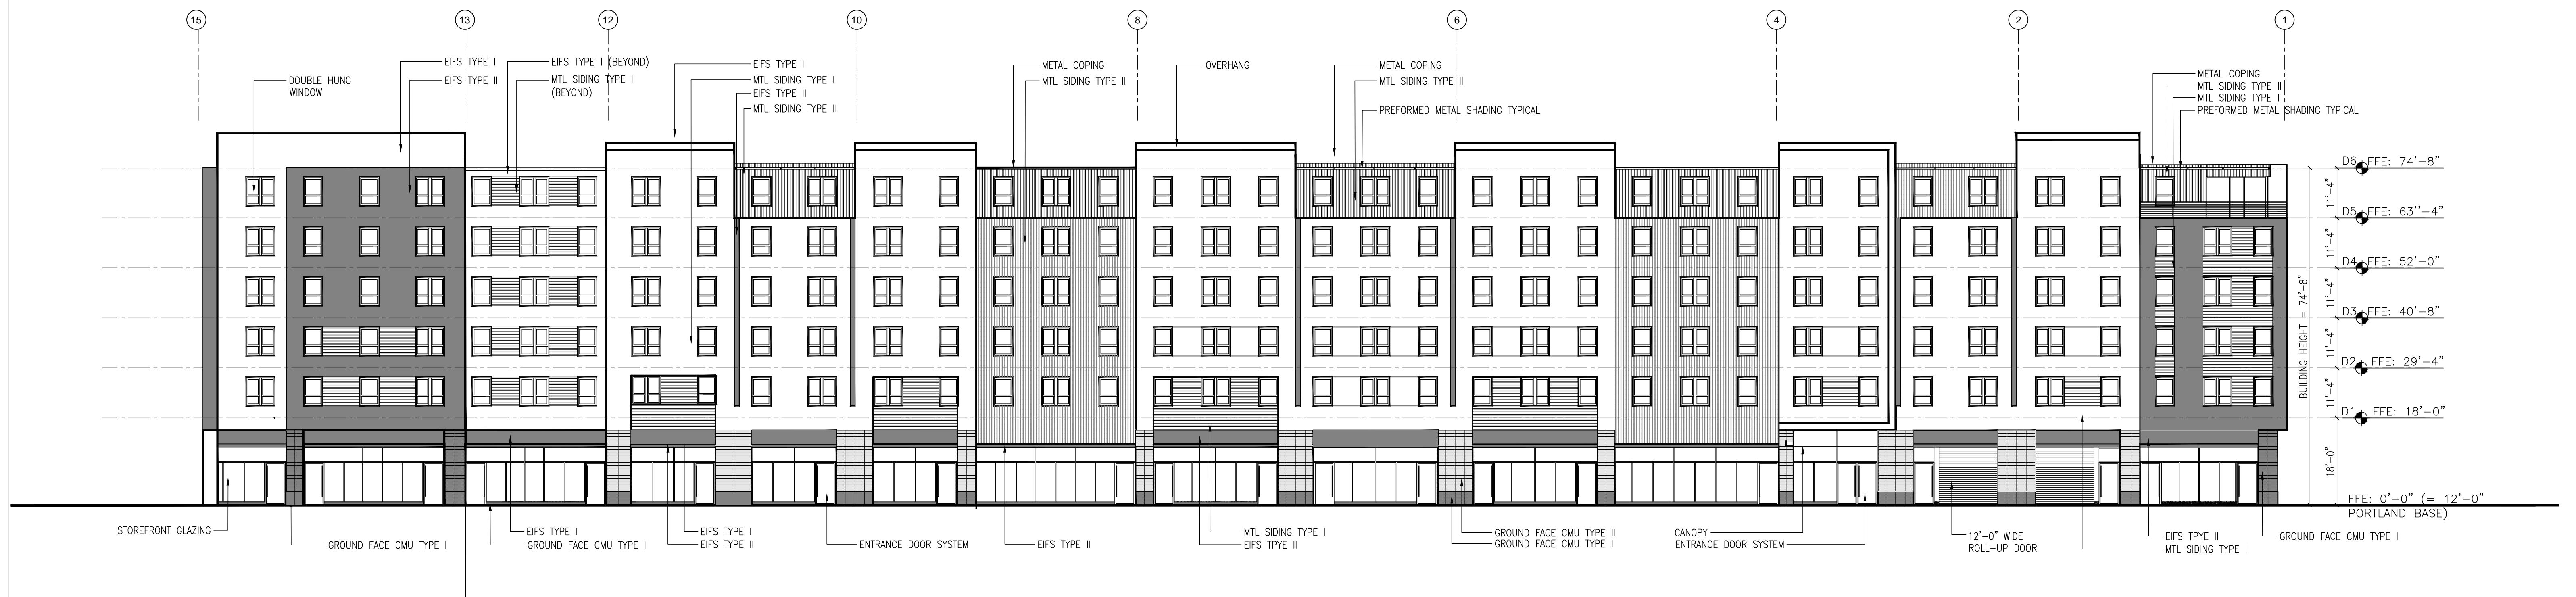 15
13
12
10
8
6
4
2
1
DOUBLE HUNG
WINDOW
EIFS TYPE I
EIFS TYPE II
EIFS TYPE I (BEYOND)
MTL SIDING TYPE I
(BEYOND)
EIFS TYPE I
MTL SIDING TYPE I
EIFS TYPE II
MTL SIDING TYPE II
METAL COPING
MTL SIDING TYPE II
OVERHANG
METAL COPING
MTL SIDING TYPE II
PREFORMED METAL SHADING TYPICAL
METAL COPING
MTL SIDING TYPE II
MTL SIDING TYPE I
PREFORMED METAL SHADING TYPICAL
D6 FFE: 74'-8"
11'-4"
D5 FFE: 63''-4"
11'-4"
D4 FFE: 52'-0"
11'-4"
D3 FFE: 40'-8"
11'-4"
D2 FFE: 29'-4"
11'-4"
D1 FFE: 18'-0"
18'-0"
BUILDING HEIGHT = 74'-8"
FFE: 0'-0" (= 12'-0"
PORTLAND BASE)
STOREFRONT GLAZING
GROUND FACE CMU TYPE I
EIFS TYPE I
GROUND FACE CMU TYPE I
EIFS TYPE I
EIFS TYPE II
ENTRANCE DOOR SYSTEM
EIFS TYPE II
MTL SIDING TYPE I
EIFS TPYE II
GROUND FACE CMU TYPE II
GROUND FACE CMU TYPE I
CANOPY
ENTRANCE DOOR SYSTEM
12'-0" WIDE
ROLL-UP DOOR
EIFS TPYE II
MTL SIDING TYPE I
GROUND FACE CMU TYPE I